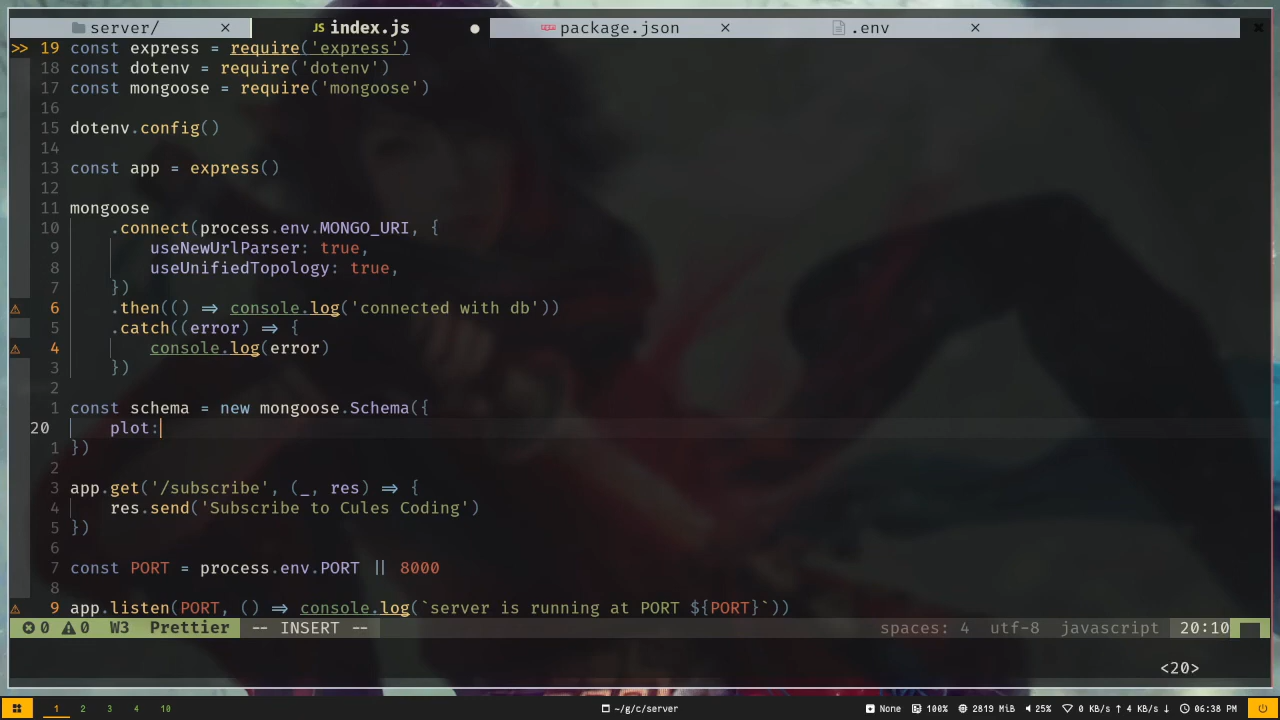 server/ × JS index.js ● package.json × .env × ×
>> 19 const express = require('express')
18 const dotenv = require('dotenv')
17 const mongoose = require('mongoose')
16
15 dotenv.config()
14
13 const app = express()
12
11 mongoose
10 .connect(process.env.MONGO_URI, {
9 useNewUrlParser: true,
8 useUnifiedTopology: true,
7 })
6 .then(() ⇒ console.log('connected with db'))
5 .catch((error) ⇒ {
4 console.log(error)
3 })
2
1 const schema = new mongoose.Schema({
20 plot:
1 })
2
3 app.get('/subscribe', (_, res) ⇒ {
4 res.send('Subscribe to Cules Coding')
5 })
6
7 const PORT = process.env.PORT || 8000
8
9 app.listen(PORT, () ⇒ console.log(`server is running at PORT ${PORT}`))
0 0 W3 Prettier -- INSERT -- spaces: 4 utf-8 javascript 20:10
<20>
1 2 3 4 10 ~/g/c/server None 100% 2819 MiB 25% 0 KB/s ↑ 4 KB/s ↓ 06:38 PM